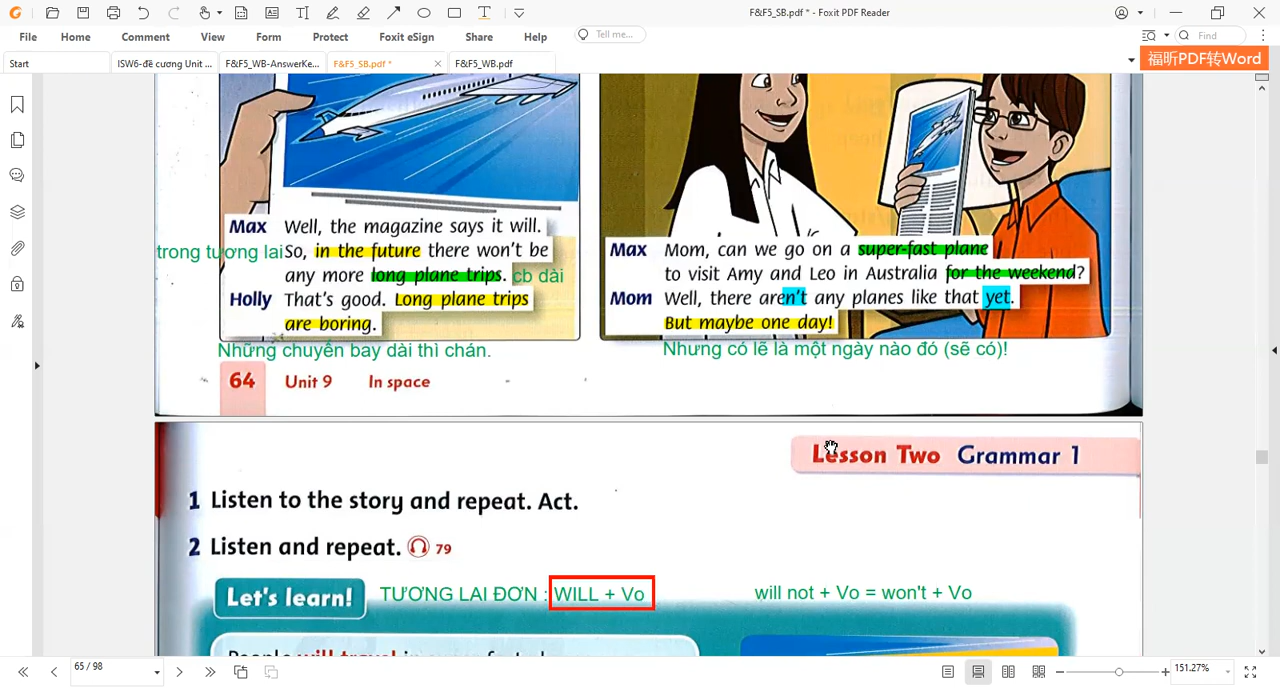 F&F5_SB.pdf * - Foxit PDF Reader
File Home Comment View Form Protect Foxit eSign Share Help Tell me... Find
Start ISW6-đề cương Unit ... F&F5_WB-AnswerKe... F&F5_SB.pdf * F&F5_WB.pdf
福昕PDF转Word
Max Well, the magazine says it will.
trong tương lai So, in the future there won't be
any more long plane trips. cb dài
Holly That's good. Long plane trips
are boring.
Những chuyến bay dài thì chán.
Max Mom, can we go on a super-fast plane
to visit Amy and Leo in Australia for the weekend?
Mom Well, there aren't any planes like that yet.
But maybe one day!
Nhưng có lẽ là một ngày nào đó (sẽ có)!
64 Unit 9 In space
Lesson Two Grammar 1
1 Listen to the story and repeat. Act.
2 Listen and repeat. 79
Let's learn! TƯƠNG LAI ĐƠN : WILL + Vo will not + Vo = won't + Vo
65 / 98
151.27%